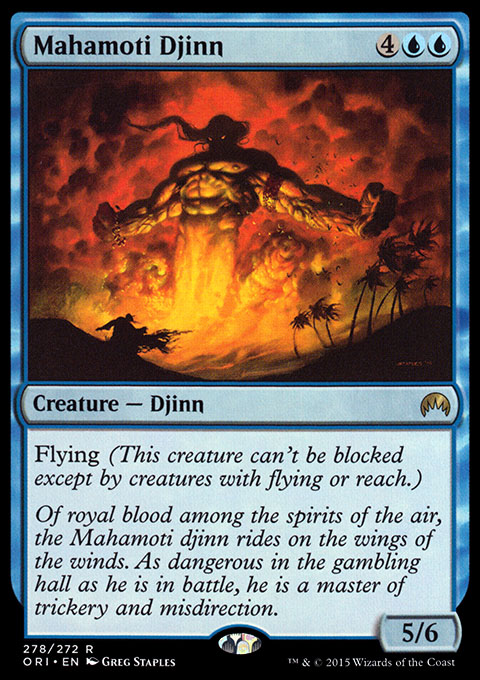 Mahamoti Djinn 4
Creature — Djinn
Flying (This creature can't be blocked
except by creatures with flying or reach.)
Of royal blood among the spirits of the air,
the Mahamoti djinn rides on the wings of
the winds. As dangerous in the gambling
hall as he is in battle, he is a master of
trickery and misdirection.
5/6
278/272 R
ORI • EN Greg Staples
™ & © 2015 Wizards of the Coast